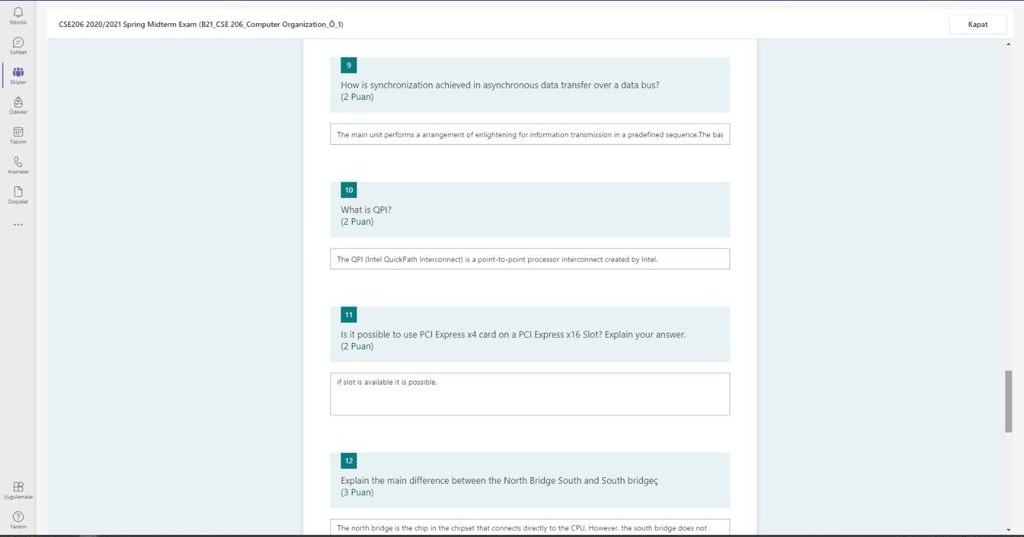 CSE206 2020/2021 Spring Midterm Exam (B21_CSE 206_Computer Organization_Ö_1)
Kapat
Etkinlik
Sohbet
Ekipler
Ödevler
Takvim
Aramalar
Dosyalar
...
Uygulamalar
Yardım
9
How is synchronization achieved in asynchronous data transfer over a data bus?
(2 Puan)
The main unit performs a arrangement of enlightening for information transmission in a predefined sequence.The bas
10
What is QPI?
(2 Puan)
The QPI (Intel QuickPath Interconnect) is a point-to-point processor interconnect created by Intel.
11
Is it possible to use PCI Express x4 card on a PCI Express x16 Slot? Explain your answer.
(2 Puan)
if slot is available it is possible.
12
Explain the main difference between the North Bridge South and South bridgeç
(3 Puan)
The north bridge is the chip in the chipset that connects directly to the CPU. However, the south bridge does not